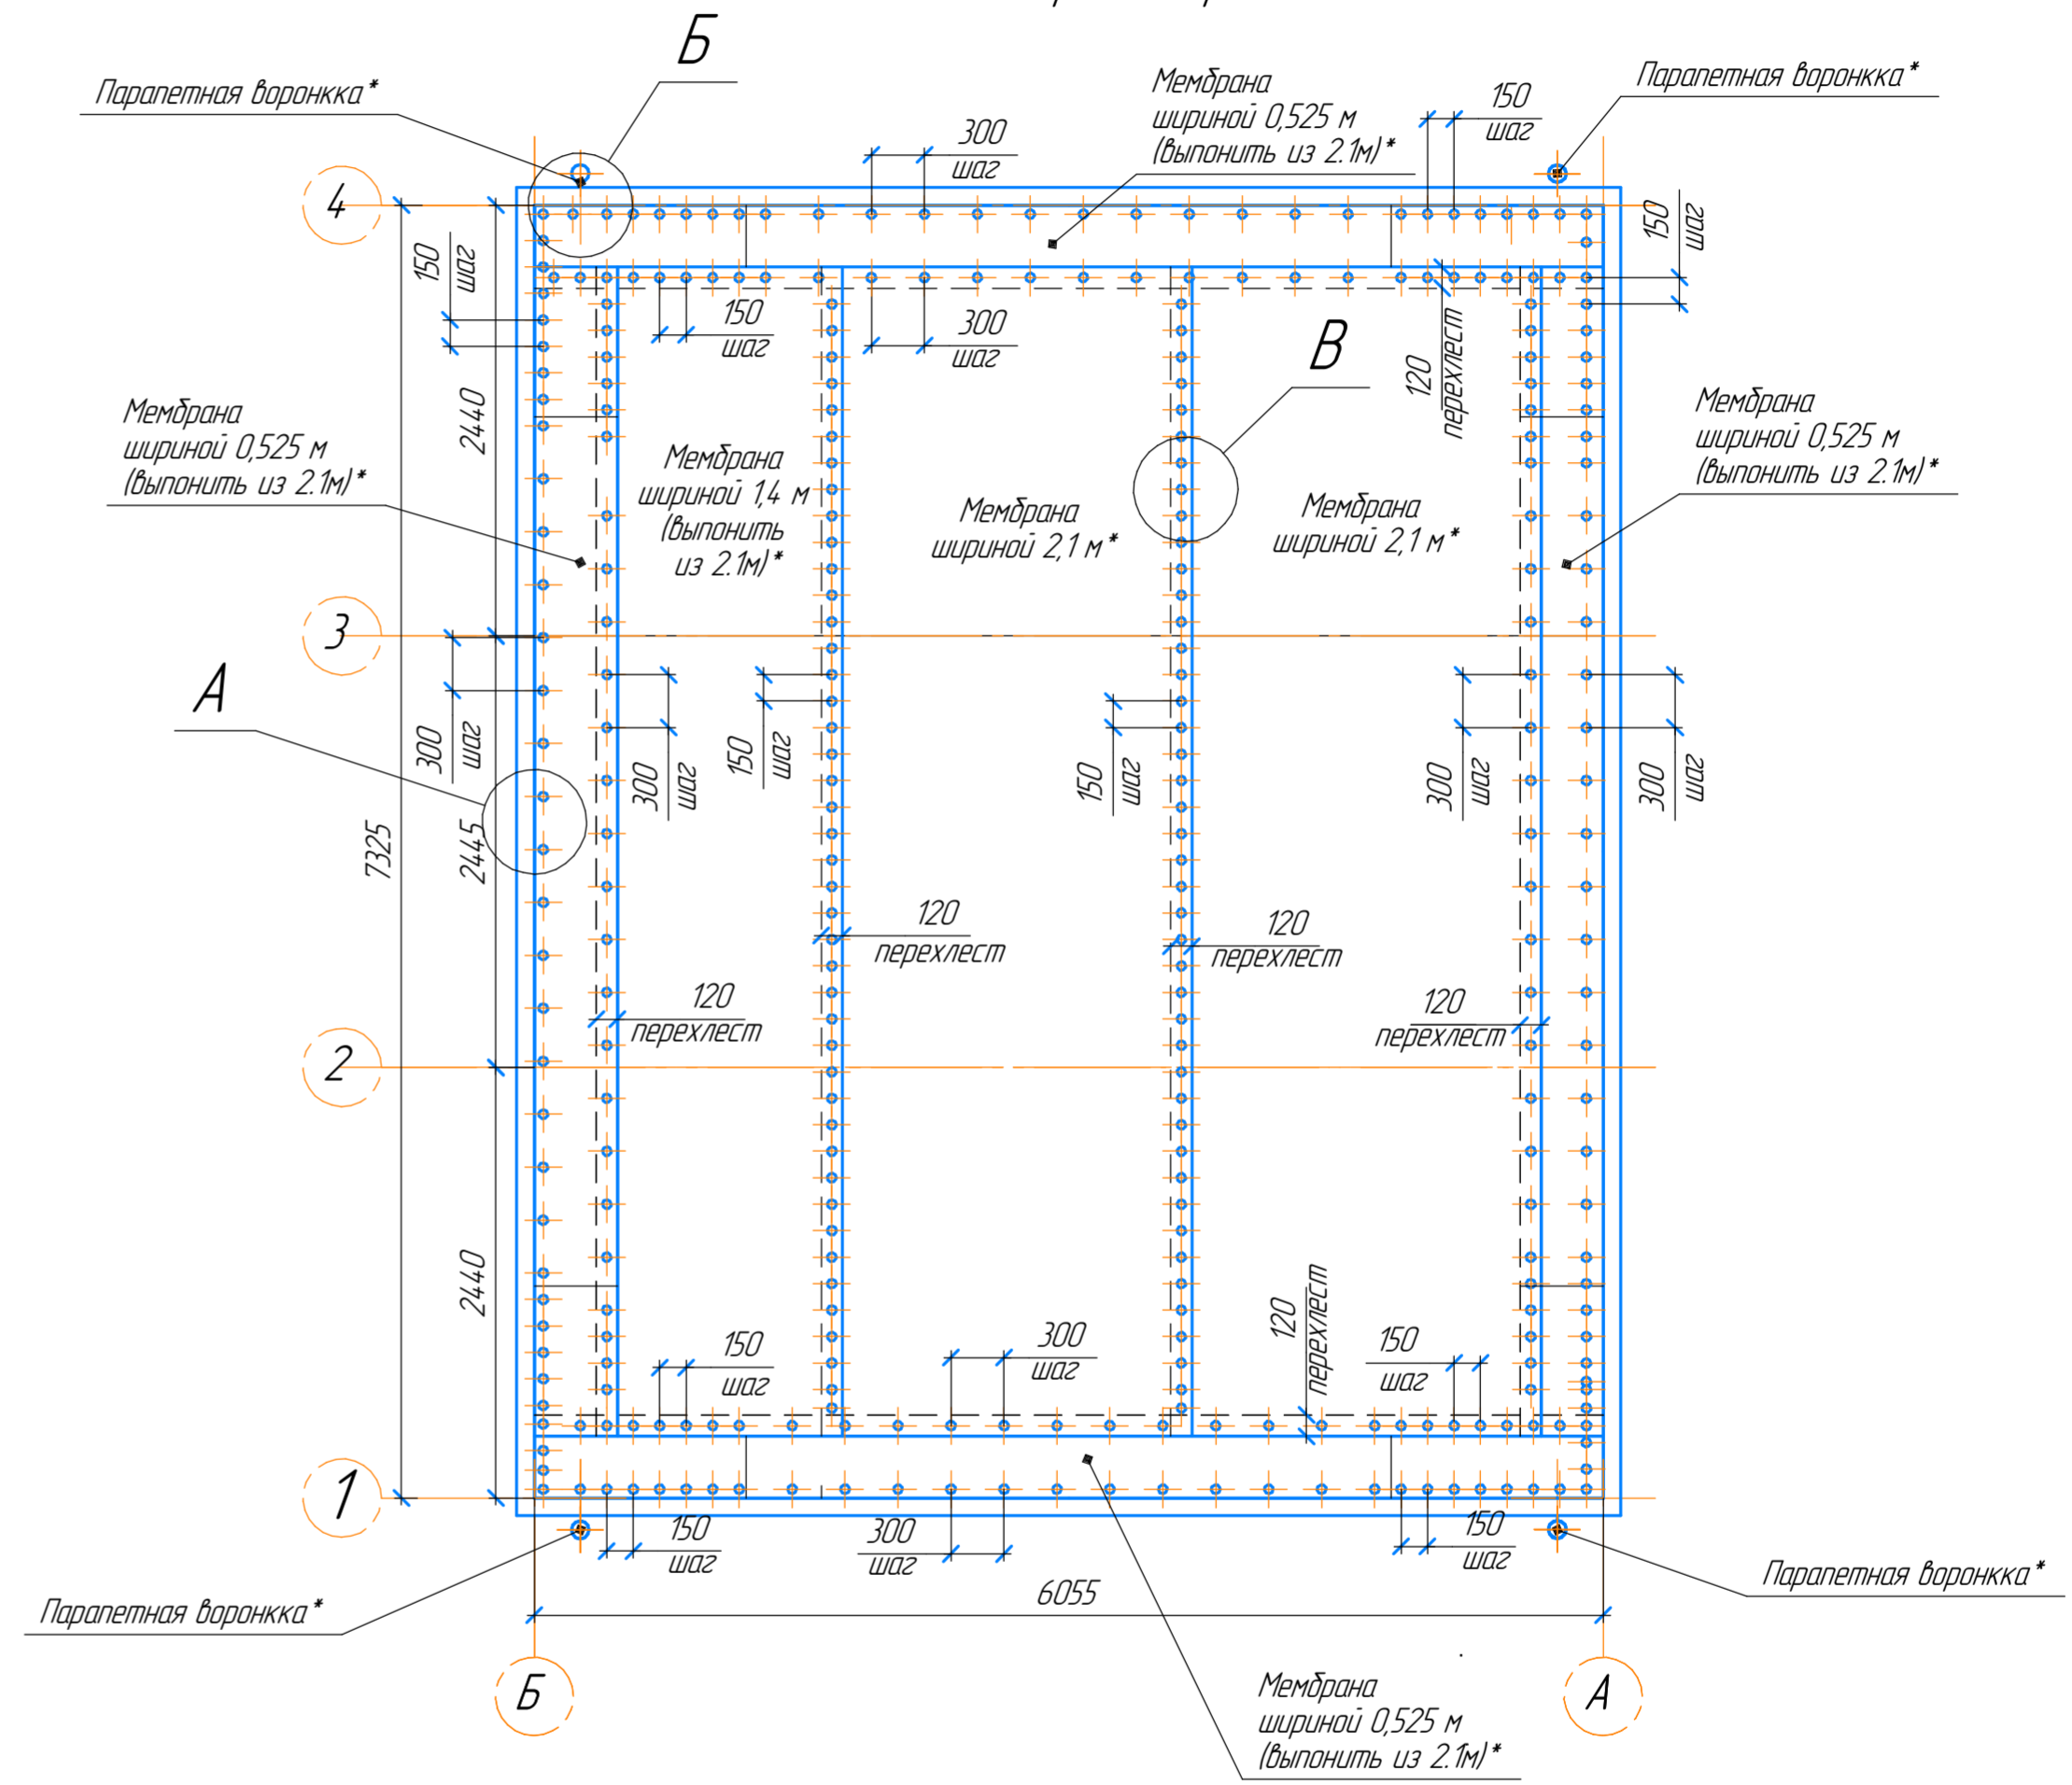 Б
Парапетная воронкка*
Мембрана
шириной 0,525 м
(выпонить из 2.1м)*
Парапетная воронкка*
300
шаг
150
шаг
4
150
шаг
150
шаг
150
шаг
300
шаг
В
120
перехлест
2440
Мембрана
шириной 0,525 м
(выпонить из 2.1м)*
Мембрана
шириной 1,4 м
(выпонить
из 2.1м)*
Мембрана
шириной 2,1 м*
Мембрана
шириной 2,1 м*
Мембрана
шириной 0,525 м
(выпонить из 2.1м)*
3
А
300
шаг
300
шаг
150
шаг
150
шаг
300
шаг
300
шаг
7325
2445
120
перехлест
120
перехлест
120
перехлест
120
перехлест
2
2440
150
шаг
300
шаг
120
перехлест
150
шаг
1
150
шаг
300
шаг
150
шаг
Парапетная воронкка*
6055
Парапетная воронкка*
Б
А
Мембрана
шириной 0,525 м
(выпонить из 2.1м)*